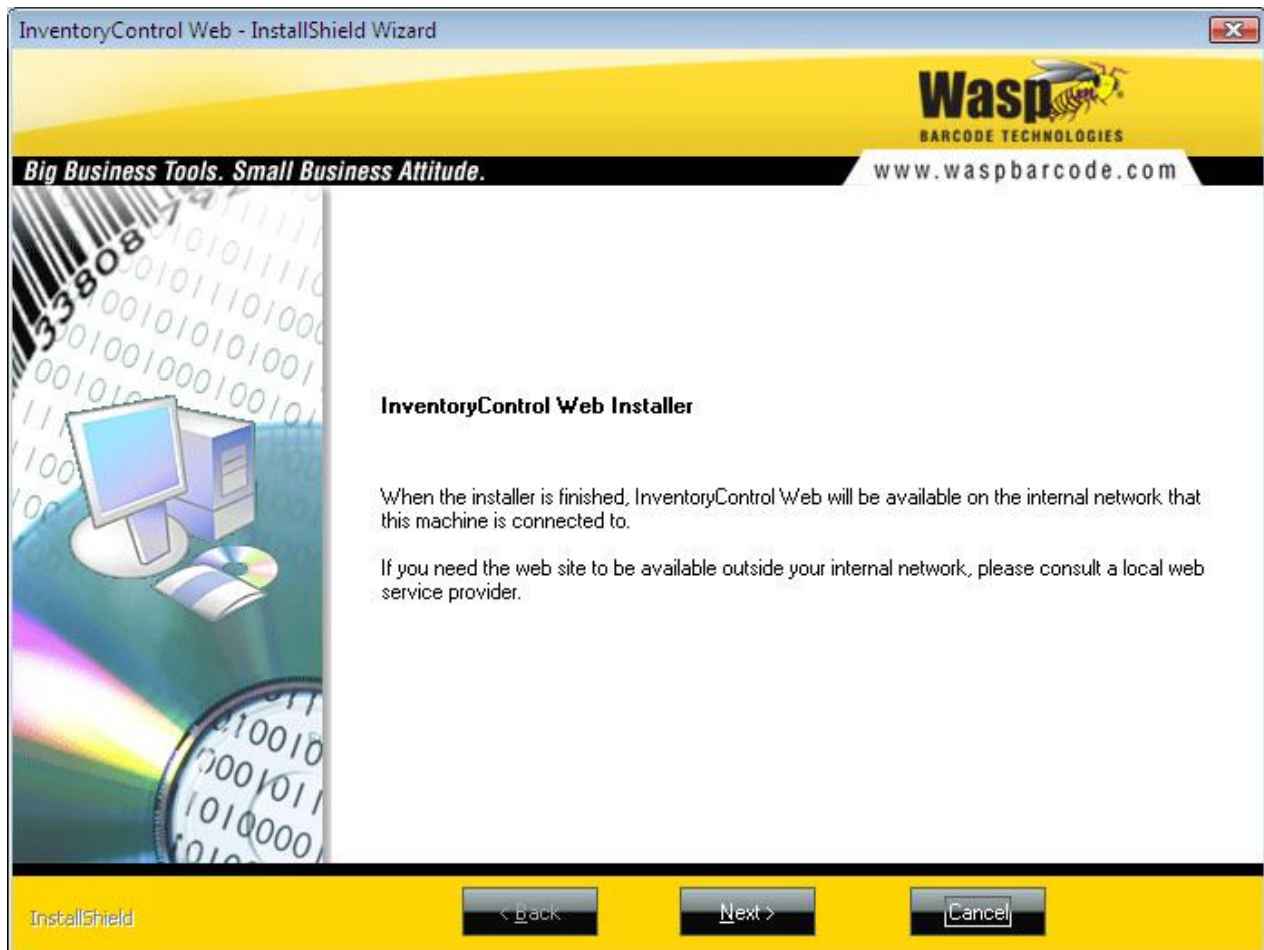 InventoryControl Web - InstallShield Wizard
Wasp
BARCODE TECHNOLOGIES
Big Business Tools. Small Business Attitude.
www.waspbarcode.com
33808
InventoryControl Web Installer
When the installer is finished, InventoryControl Web will be available on the internal network that
this machine is connected to.
If you need the web site to be available outside your internal network, please consult a local web
service provider.
InstallShield
< Back
Next >
Cancel